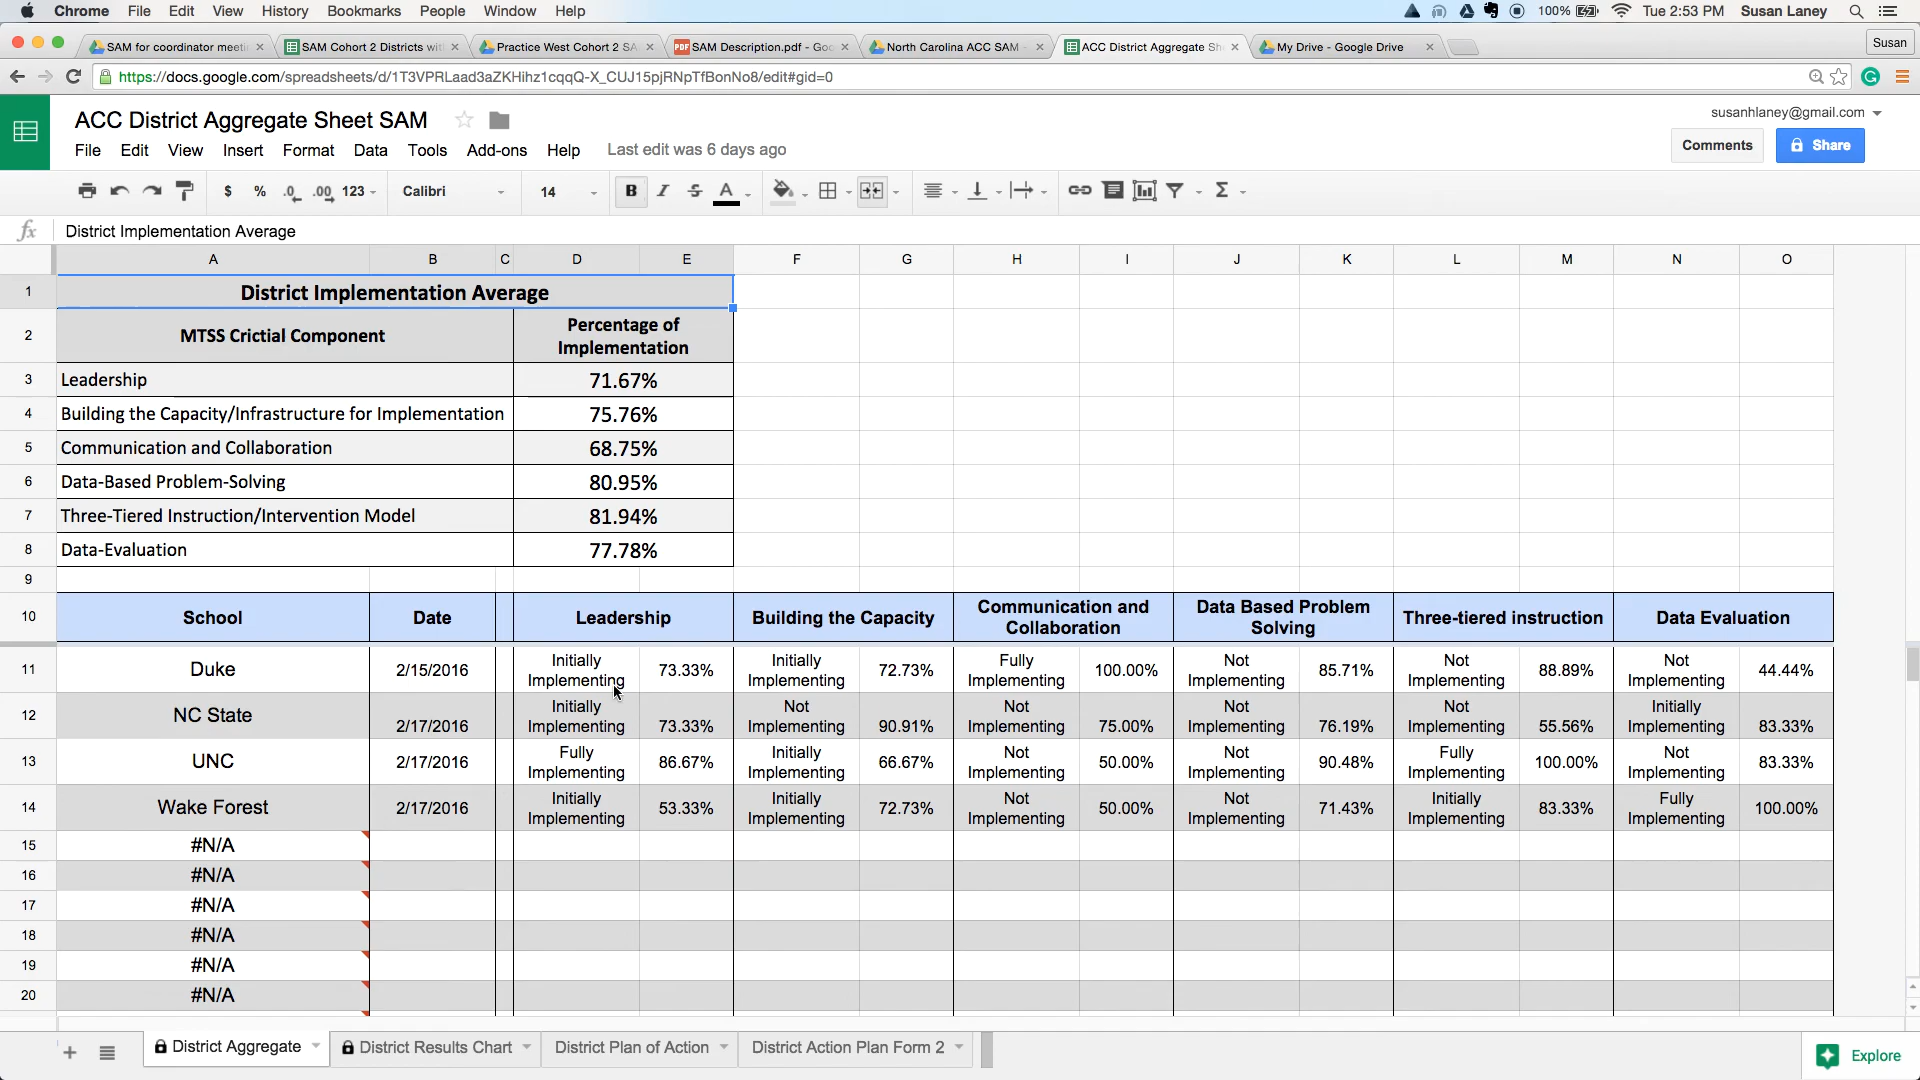 Chrome File Edit View History Bookmarks People Window Help 100% Tue 2:53 PM Susan Laney
SAM for coordinator meeti SAM Cohort 2 Districts wit Practice West Cohort 2 SA SAM Description.pdf - Goo North Carolina ACC SAM - ACC District Aggregate Sh My Drive - Google Drive Susan
https://docs.google.com/spreadsheets/d/1T3VPRLaad3aZKHihz1cqqQ-X_CUJ15pjRNpTfBonNo8/edit#gid=0
ACC District Aggregate Sheet SAM susanhlaney@gmail.com
File Edit View Insert Format Data Tools Add-ons Help Last edit was 6 days ago Comments Share
$ % .0 .00 123 Calibri 14 B I S A Σ
fx District Implementation Average
A B C D E F G H I J K L M N O
1 District Implementation Average
2 MTSS Crictial Component Percentage of
Implementation
3 Leadership 71.67%
4 Building the Capacity/Infrastructure for Implementation 75.76%
5 Communication and Collaboration 68.75%
6 Data-Based Problem-Solving 80.95%
7 Three-Tiered Instruction/Intervention Model 81.94%
8 Data-Evaluation 77.78%
9
10 School Date Leadership Building the Capacity Communication and Data Based Problem Three-tiered instruction Data Evaluation
Collaboration Solving
11 Duke 2/15/2016 Initially 73.33% Initially 72.73% Fully 100.00% Not 85.71% Not 88.89% Not 44.44%
Implementing Implementing Implementing Implementing Implementing Implementing
12 NC State 2/17/2016 Initially 73.33% Not 90.91% Not 75.00% Not 76.19% Not 55.56% Initially 83.33%
Implementing Implementing Implementing Implementing Implementing Implementing
13 UNC 2/17/2016 Fully 86.67% Initially 66.67% Not 50.00% Not 90.48% Fully 100.00% Not 83.33%
Implementing Implementing Implementing Implementing Implementing Implementing
14 Wake Forest 2/17/2016 Initially 53.33% Initially 72.73% Not 50.00% Not 71.43% Initially 83.33% Fully 100.00%
Implementing Implementing Implementing Implementing Implementing Implementing
15 #N/A
16 #N/A
17 #N/A
18 #N/A
19 #N/A
20 #N/A
District Aggregate District Results Chart District Plan of Action District Action Plan Form 2 Explore